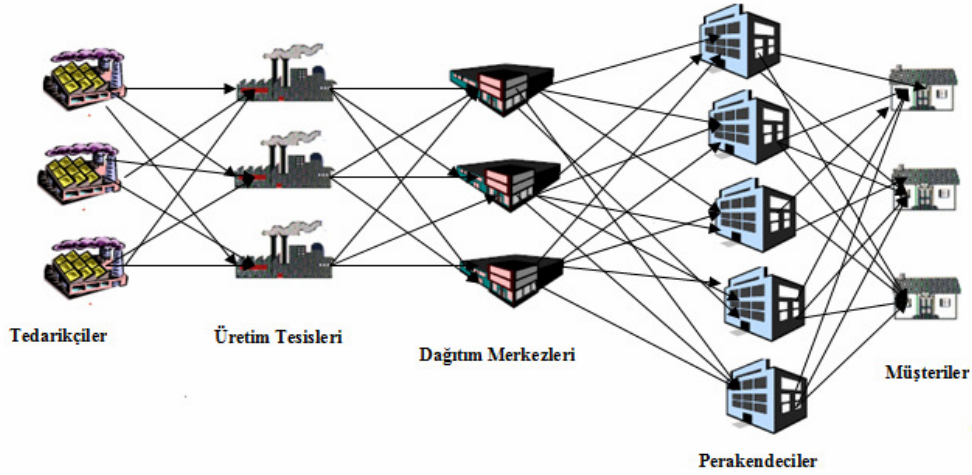 Tedarikçiler
Üretim Tesisleri
Dağıtım Merkezleri
Perakendeciler
Müşteriler